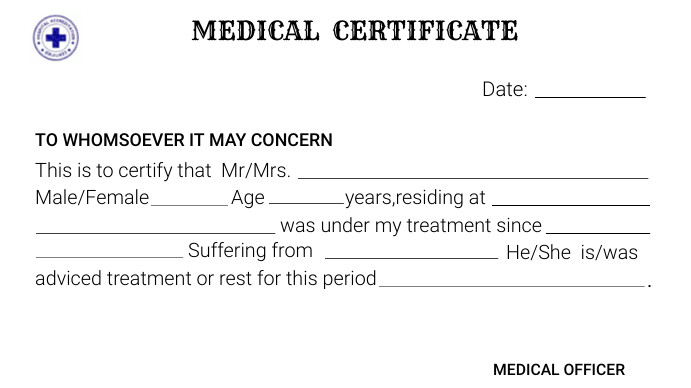 MEDICAL CERTIFICATE
Date: 
TO WHOMSOEVER IT MAY CONCERN
This is to certify that Mr/Mrs.
Male/Female Age years,residing at
was under my treatment since
Suffering from He/She is/was
adviced treatment or rest for this period .
MEDICAL OFFICER